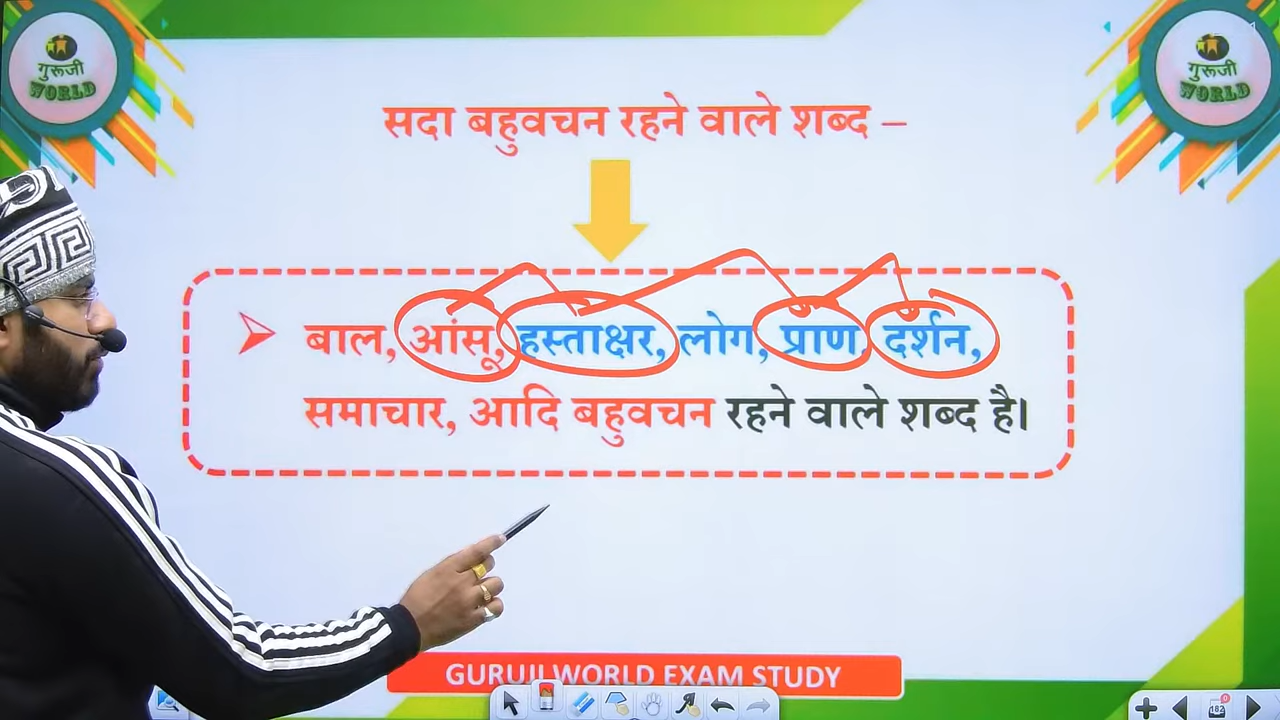 गुरूजी
WORLD
गुरूजी
WORLD
सदा बहुवचन रहने वाले शब्द –
बाल, आंसू, हस्ताक्षर, लोग, प्राण, दर्शन,
समाचार, आदि बहुवचन रहने वाले शब्द है।
GURUJI WORLD EXAM STUDY
182